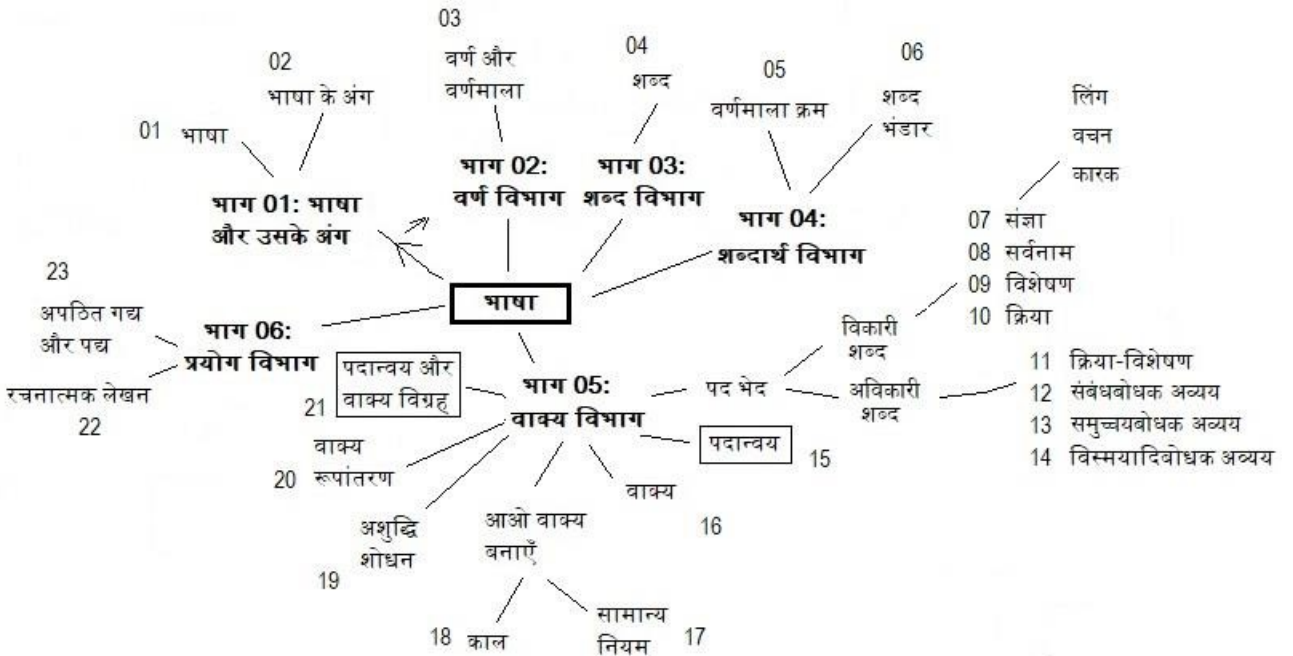 03
वर्ण और
वर्णमाला
04
शब्द
02
भाषा के अंग
05
वर्णमाला क्रम
06
शब्द
भंडार
लिंग
वचन
कारक
01 भाषा
भाग 01: भाषा
और उसके अंग
भाग 02:
वर्ण विभाग
भाग 03:
शब्द विभाग
भाग 04:
शब्दार्थ विभाग
07 संज्ञा
08 सर्वनाम
09 विशेषण
10 क्रिया
भाषा
23
अपठित गद्य
और पद्य
भाग 06:
प्रयोग विभाग
रचनात्मक लेखन
22
पदान्वय और
वाक्य विग्रह
21
भाग 05:
वाक्य विभाग
पद भेद
विकारी
शब्द
अविकारी
शब्द
11 क्रिया-विशेषण
12 संबंधबोधक अव्यय
13 समुच्चयबोधक अव्यय
14 विस्मयादिबोधक अव्यय
पदान्वय
15
वाक्य
20 रूपांतरण
वाक्य
16
अशुद्धि
शोधन
19
आओ वाक्य
बनाएँ
18 काल
सामान्य
नियम 17